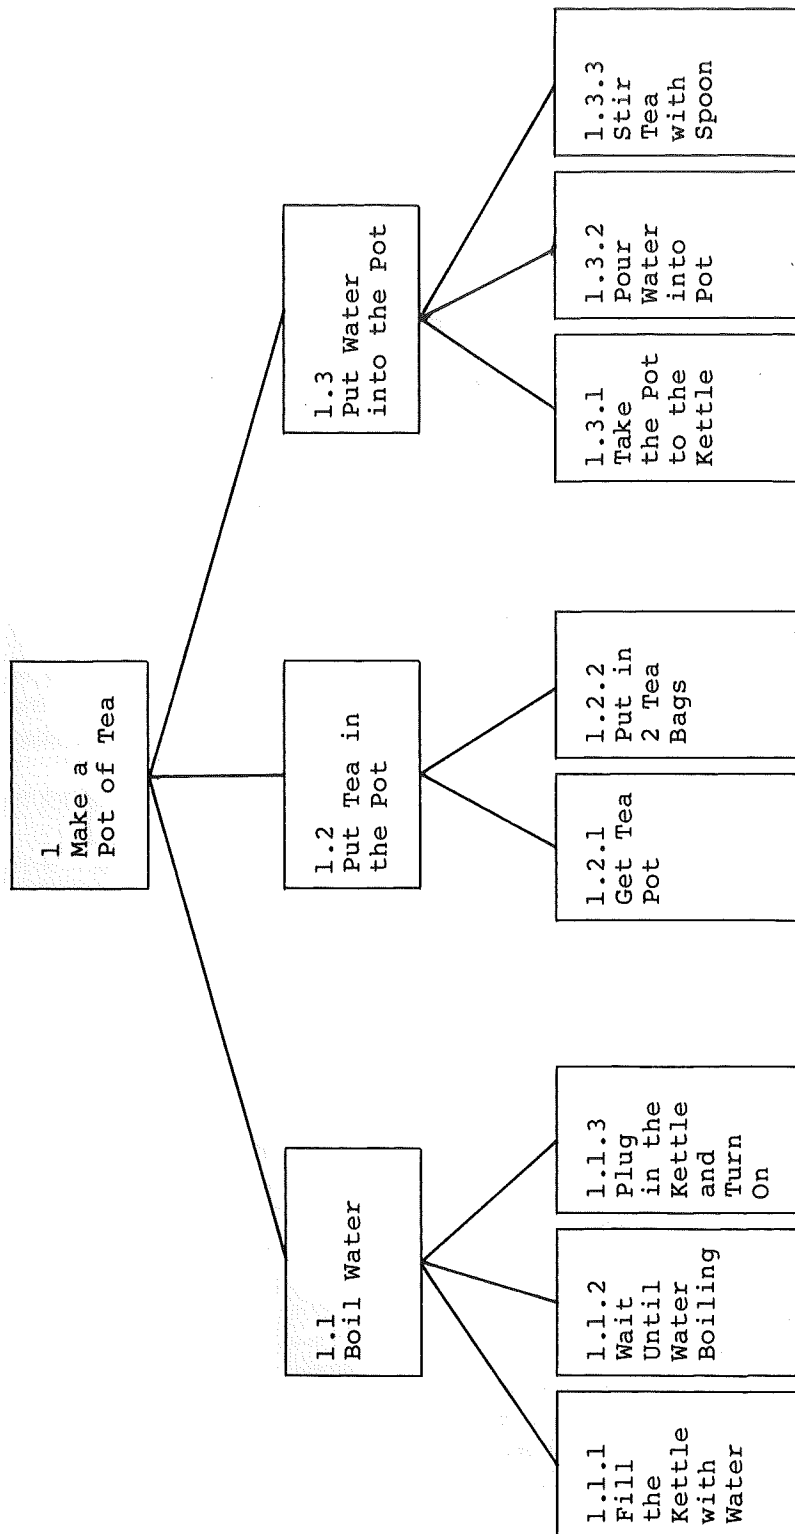 1
Make a
Pot of Tea
1.1
Boil Water
1.2
Put Tea in
the Pot
1.3
Put Water
into the Pot
1.1.1
Fill
the
Kettle
with
Water
1.1.2
Wait
Until
Water
Boiling
1.1.3
Plug
in the
Kettle
and
Turn
On
1.2.1
Get Tea
Pot
1.2.2
Put in
2 Tea
Bags
1.3.1
Take
the Pot
to the
Kettle
1.3.2
Pour
Water
into
Pot
1.3.3
Stir
Tea
with
Spoon